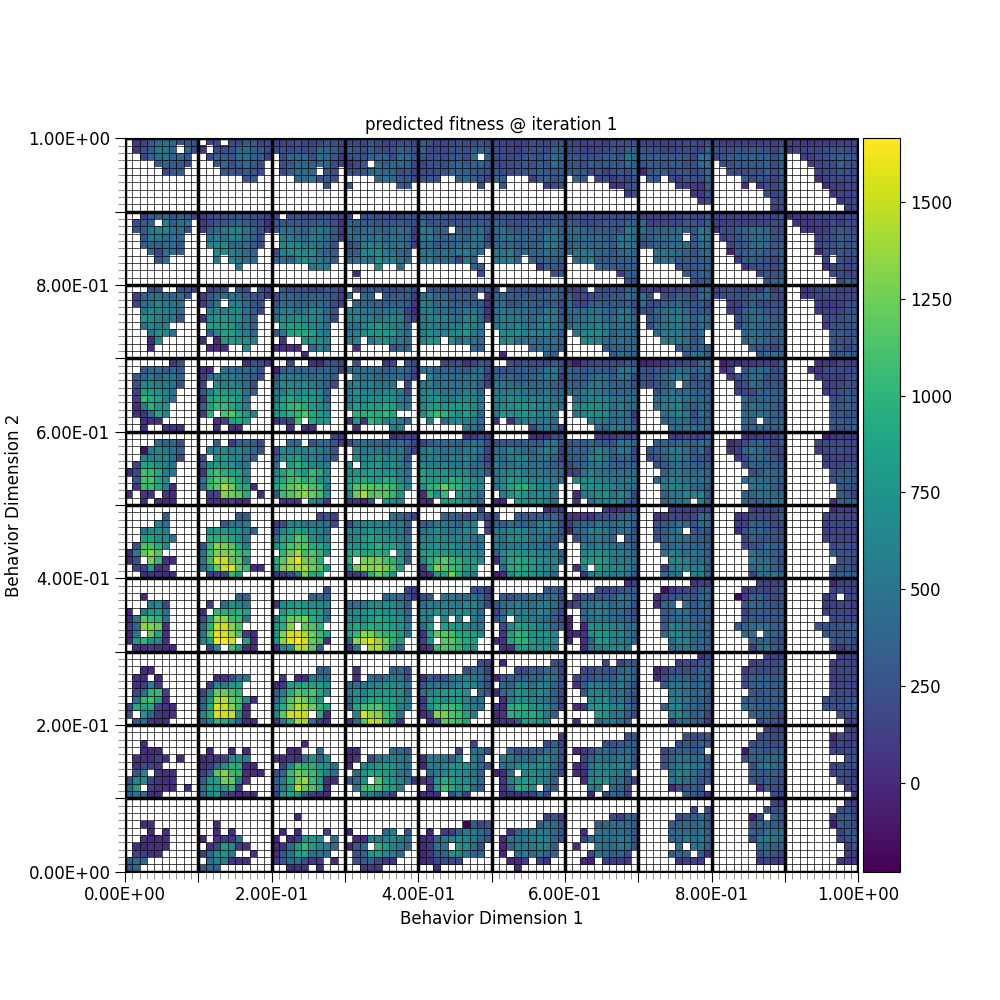 predicted fitness @ iteration 1
1.00E+00
8.00E-01
6.00E-01
4.00E-01
2.00E-01
0.00E+00
Behavior Dimension 2
0.00E+00 2.00E-01 4.00E-01 6.00E-01 8.00E-01 1.00E+00
Behavior Dimension 1
1500
1250
1000
750
500
250
0